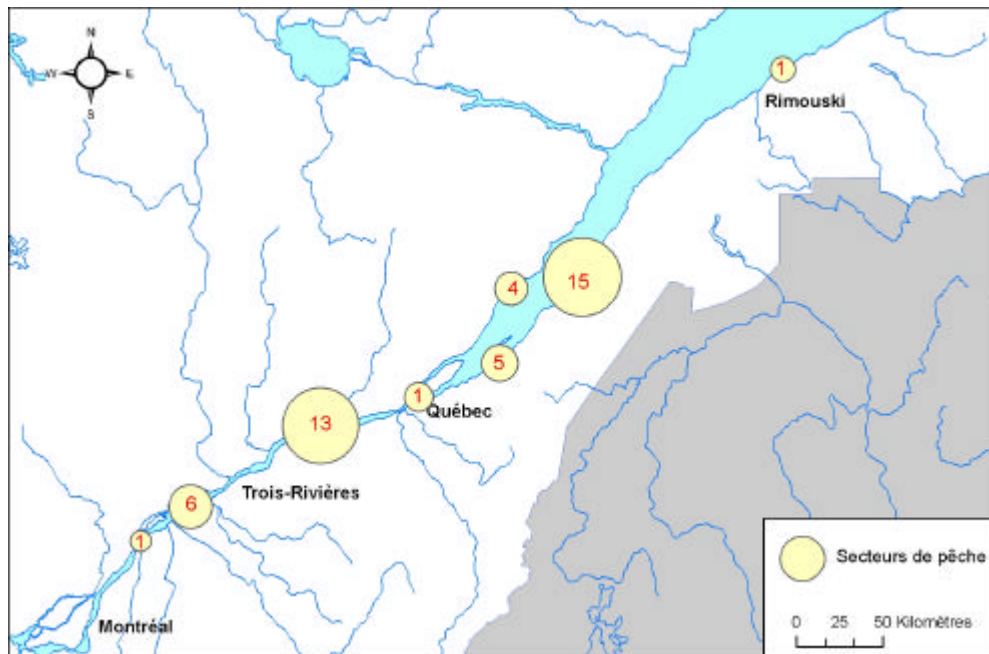 N
W E
S
1
Rimouski
15
4
5
1
Québec
13
Trois-Rivières
6
1
Montréal
Secteurs de pêche
0 25 50 Kilomètres